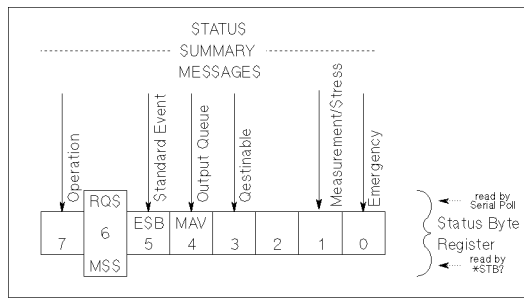 STATUS
SUMMARY
MESSAGES
Operation
Standard Event
Output Queue
Qestinable
Measurement/Stress
Emergency
RQS
ESB
MAV
7
6
5
4
3
2
1
0
MSS
read by
Serial Poll
Status Byte
Register
read by
*STB?